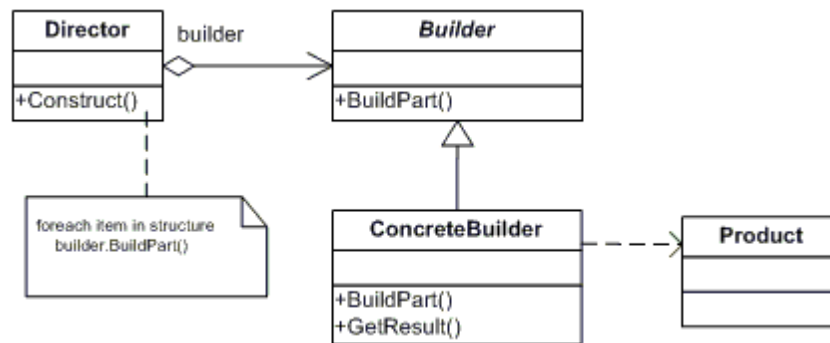 Director
builder
Builder
+Construct()
+BuildPart()
foreach item in structure
builder.BuildPart()
ConcreteBuilder
Product
+BuildPart()
+GetResult()